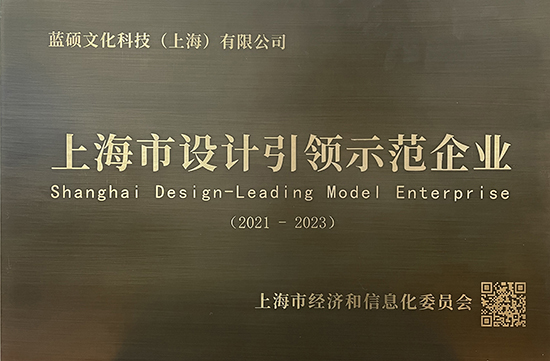 蓝硕文化科技（上海）有限公司
上海市设计引领示范企业
Shanghai Design-Leading Model Enterprise
（2021 - 2023）
上海市经济和信息化委员会